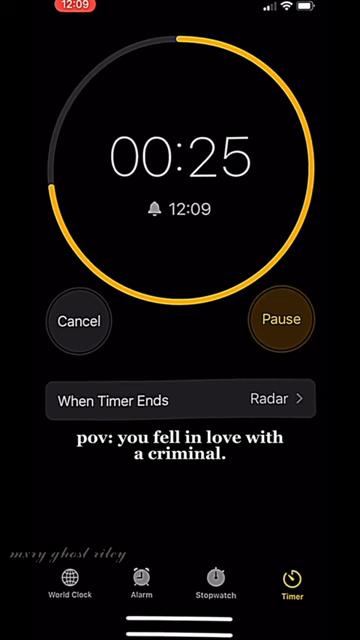 12:09
00:25
12:09
Cancel
Pause
When Timer Ends Radar
pov: you fell in love with
a criminal.
mxry ghost riley
World Clock Alarm Stopwatch Timer